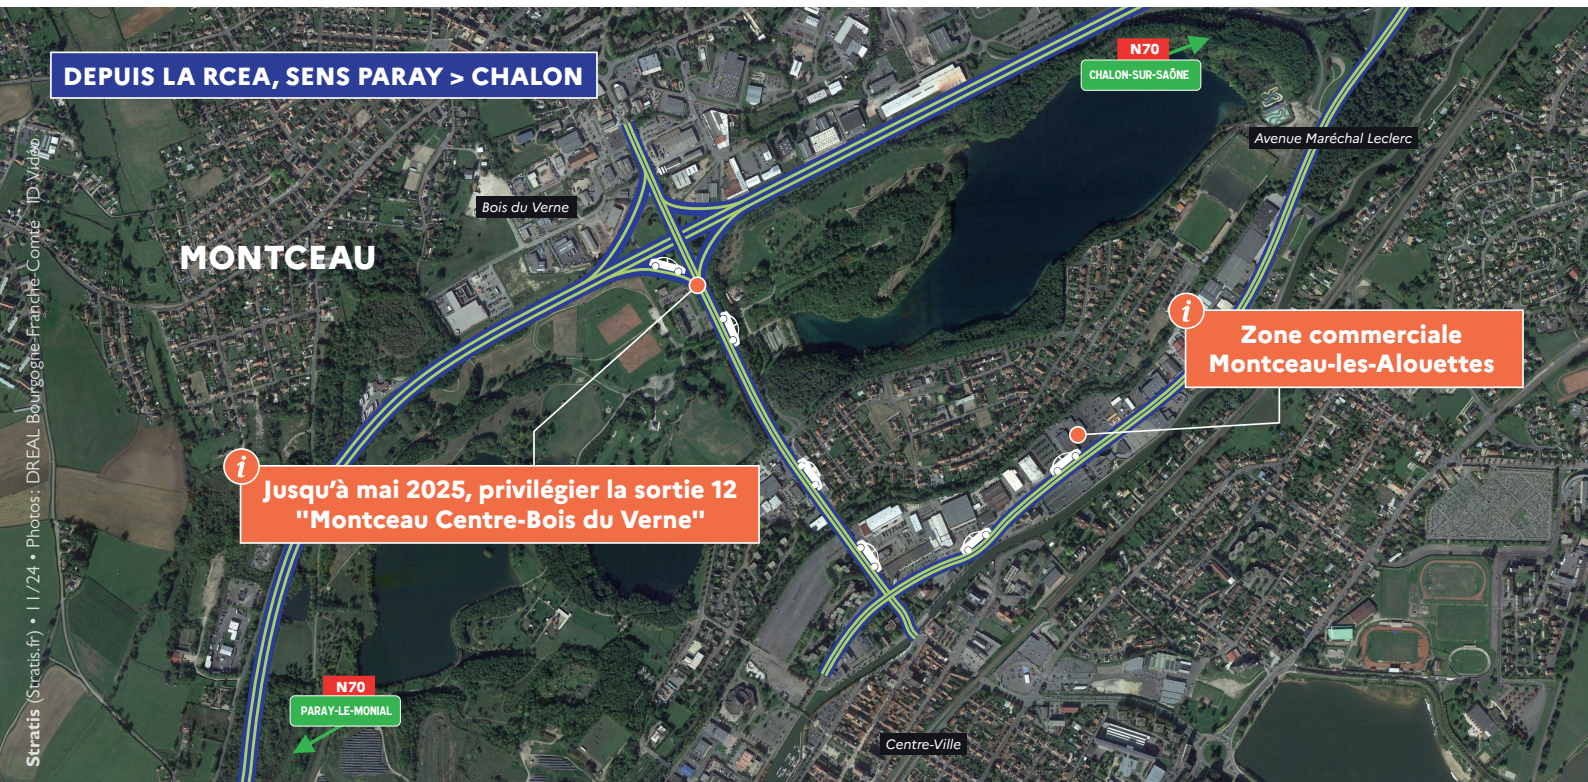 DEPUIS LA RCEA, SENS PARAY > CHALON
N70
CHALON-SUR-SAÔNE
Avenue Maréchal Leclerc
Bois du Verne
MONTCEAU
i
Zone commerciale
Montceau-les-Alouettes
i
Jusqu'à mai 2025, privilégier la sortie 12
"Montceau Centre-Bois du Verne"
N70
PARAY-LE-MONIAL
Centre-Ville
Stratis (Stratis.fr) • 11/24 • Photos : DREAL Bourgogne-Franche-Comté - JD Vidéo